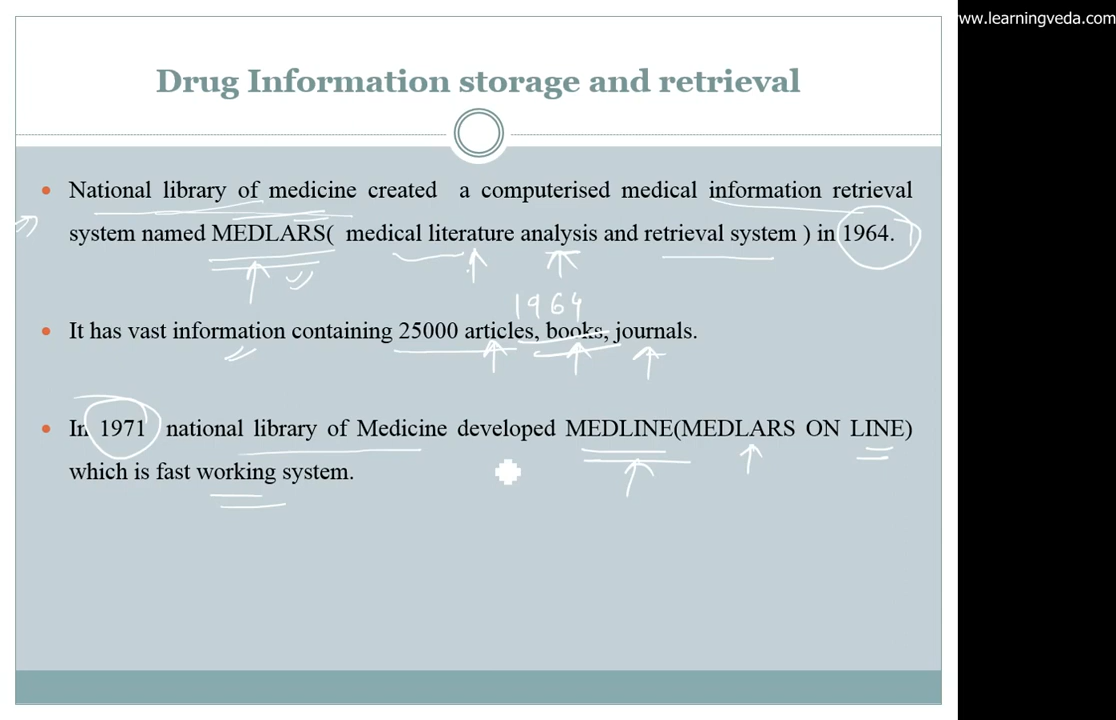 ww.learningveda.com
Drug Information storage and retrieval
• National library of medicine created a computerised medical information retrieval
system named MEDLARS( medical literature analysis and retrieval system ) in 1964.
1964
• It has vast information containing 25000 articles, books, journals.
• In 1971 national library of Medicine developed MEDLINE(MEDLARS ON LINE)
which is fast working system.